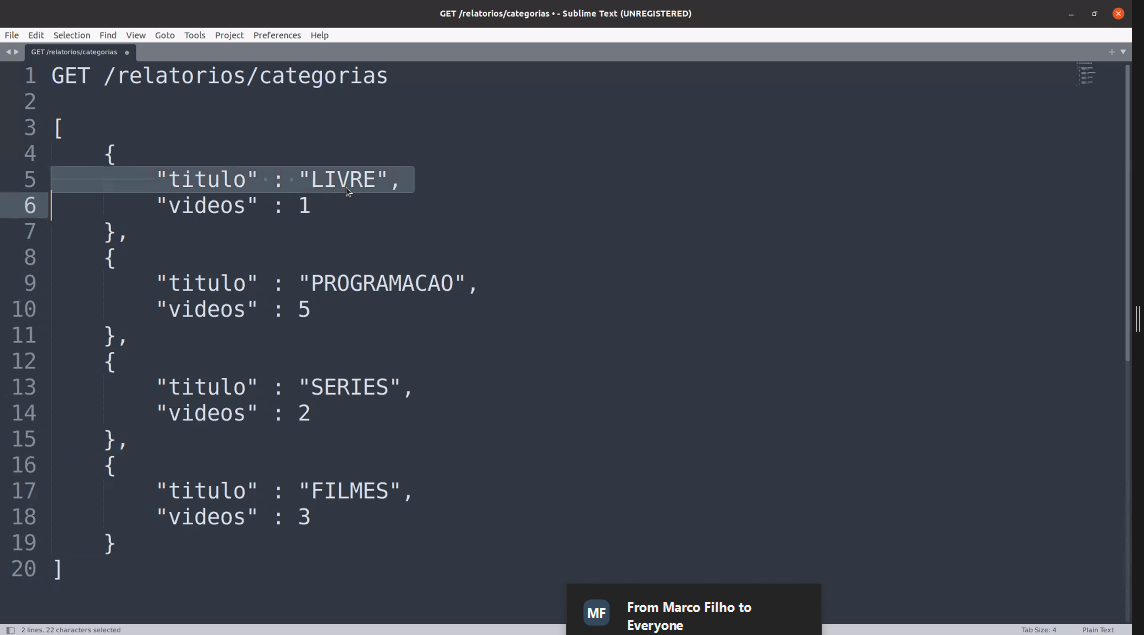 GET /relatorios/categorias • - Sublime Text (UNREGISTERED)
File Edit Selection Find View Goto Tools Project Preferences Help
GET /relatorios/categorias
1 GET /relatorios/categorias
2
3 [
4 {
5 "titulo" : "LIVRE",
6 "videos" : 1
7 },
8 {
9 "titulo" : "PROGRAMACAO",
10 "videos" : 5
11 },
12 {
13 "titulo" : "SERIES",
14 "videos" : 2
15 },
16 {
17 "titulo" : "FILMES",
18 "videos" : 3
19 }
20 ]
MF From Marco Filho to
Everyone
2 lines, 22 characters selected Tab Size: 4 Plain Text